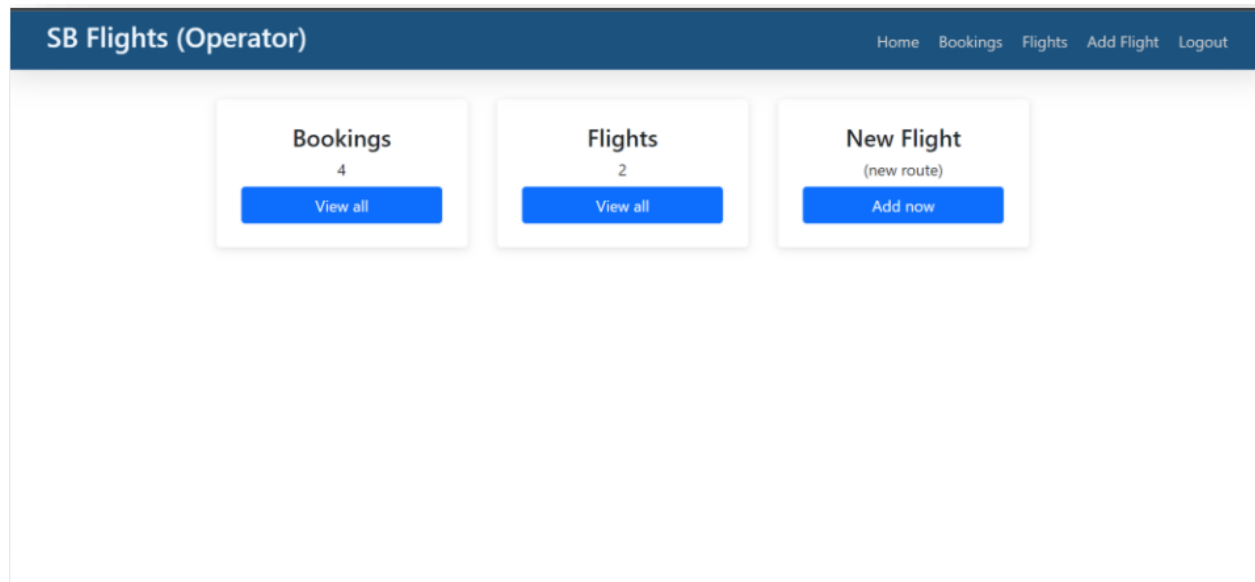 SB Flights (Operator)
Home Bookings Flights Add Flight Logout
Bookings
4
View all
Flights
2
View all
New Flight
(new route)
Add now